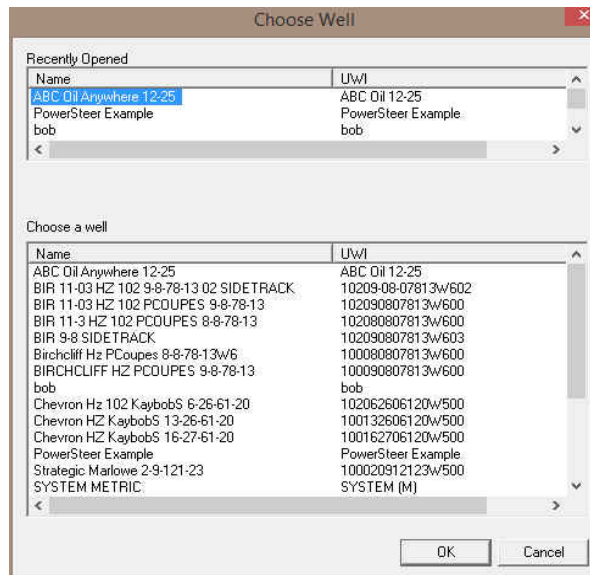 Choose Well
Recently Opened
Name UWI
ABC Oil Anywhere 12-25 ABC Oil 12-25
PowerSteer Example PowerSteer Example
bob bob
Choose a well
Name UWI
ABC Oil Anywhere 12-25 ABC Oil 12-25
BIR 11-03 HZ 102 9-8-78-13 02 SIDETRACK 10209-08-07813W602
BIR 11-03 HZ 102 PCOUPES 9-8-78-13 102090807813W600
BIR 11-3 HZ 102 PCOUPES 8-8-78-13 102080807813W600
BIR 9-8 SIDETRACK 102090807813W603
Birchcliff Hz PCoupes 8-8-78-13W6 100080807813W600
BIRCHCLIFF HZ PCOUPES 9-8-78-13 100090807813W600
bob bob
Chevron Hz 102 KaybobS 6-26-61-20 102062606120W500
Chevron HZ KaybobS 13-26-61-20 100132606120W500
Chevron HZ KaybobS 16-27-61-20 100162706120W500
PowerSteer Example PowerSteer Example
Strategic Marlowe 2-9-121-23 100020912123W500
SYSTEM METRIC SYSTEM (M)
OK Cancel